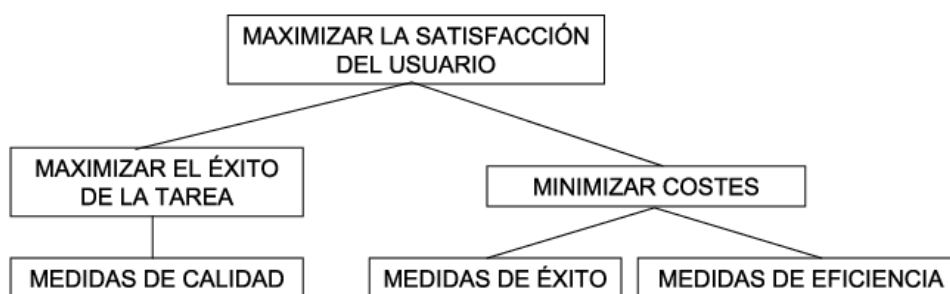 MAXIMIZAR LA SATISFACCIÓN
DEL USUARIO
MAXIMIZAR EL ÉXITO
DE LA TAREA
MINIMIZAR COSTES
MEDIDAS DE CALIDAD
MEDIDAS DE ÉXITO
MEDIDAS DE EFICIENCIA